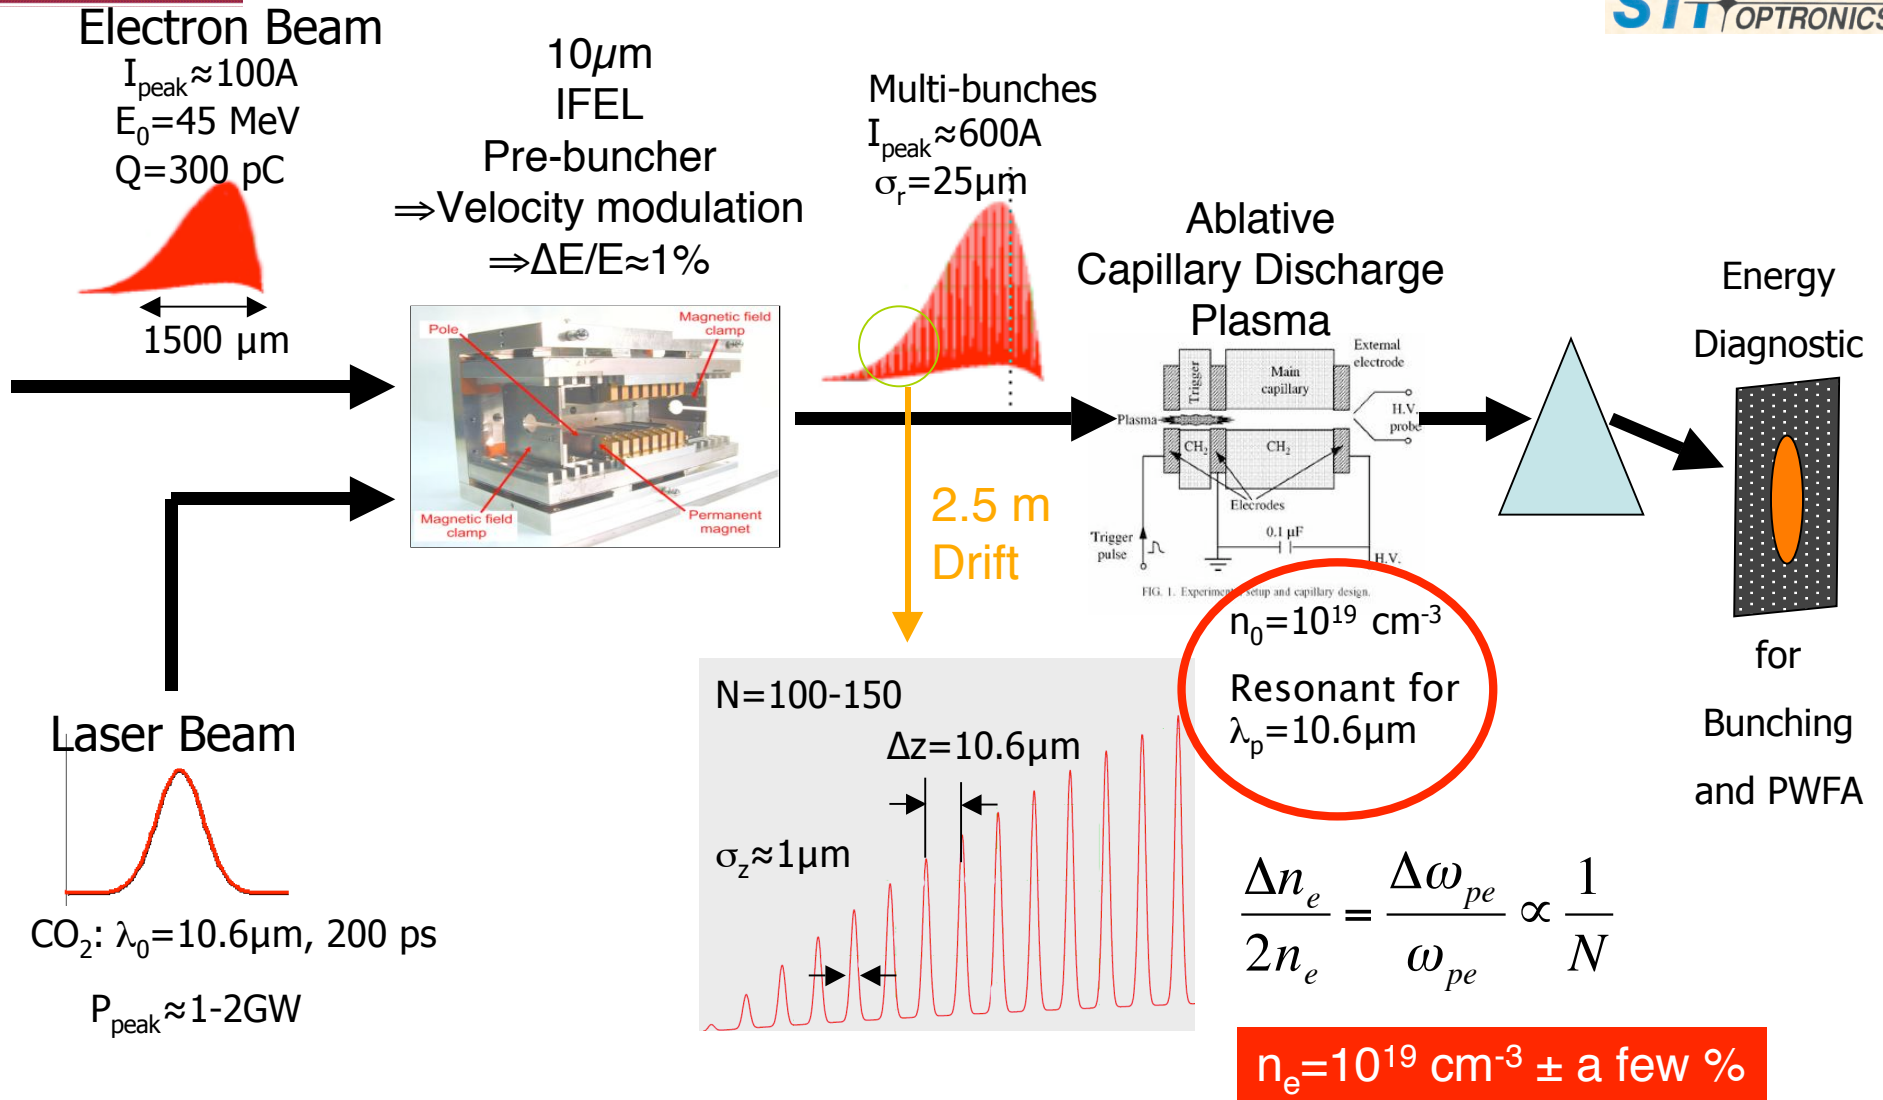 STI OPTRONICS
Electron Beam
I_peak≈100A
E_0=45 MeV
Q=300 pC
1500 µm
10µm
IFEL
Pre-buncher
⇒Velocity modulation
⇒ΔE/E≈1%
Pole
Magnetic field
clamp
Magnetic field
clamp
Permanent
magnet
Multi-bunches
I_peak≈600A
σ_r=25µm
2.5 m
Drift
Ablative
Capillary Discharge
Plasma
External
electrode
Trigger
Main
capillary
Plasma
H.V.
probe
CH_2
CH_2
Elecrodes
Trigger
pulse
0.1 µF
H.V.
FIG. 1. Experimental setup and capillary design.
Energy
Diagnostic
for
Bunching
and PWFA
Laser Beam
CO_2: λ_0=10.6µm, 200 ps
P_peak≈1-2GW
N=100-150
Δz=10.6µm
σ_z≈1µm
n_0=10^19 cm^-3
Resonant for
λ_p=10.6µm
Δn_e/2n_e = Δω_pe/ω_pe ∝ 1/N
n_e=10^19 cm^-3 ± a few %